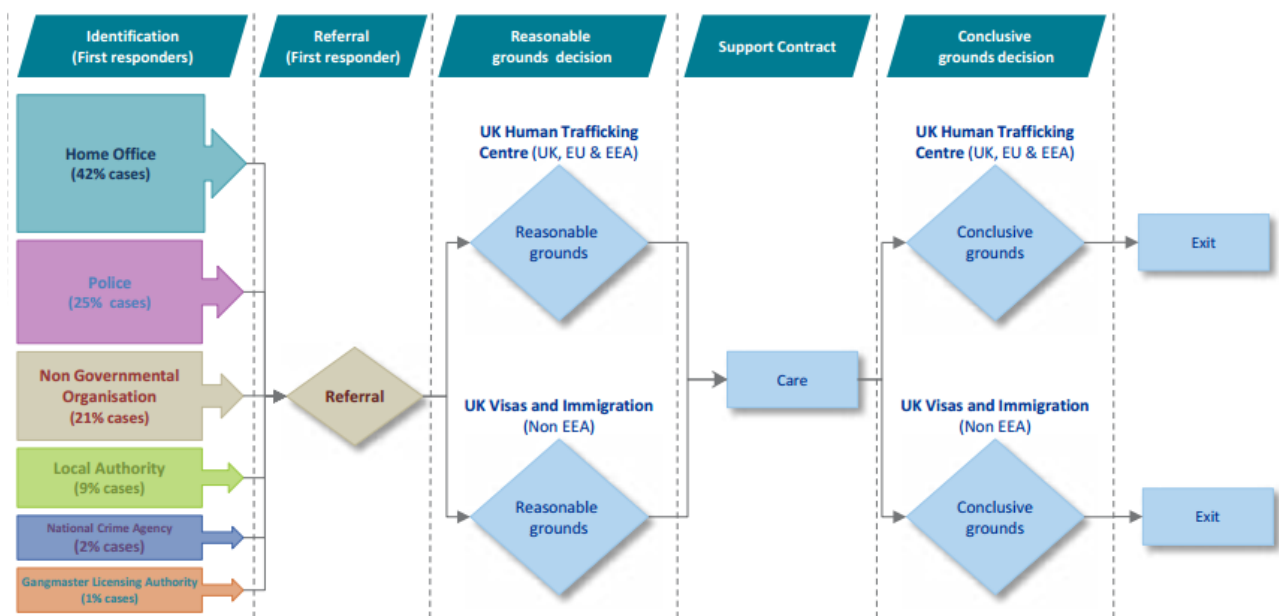 Identification
(First responders)
Referral
(First responder)
Reasonable
grounds decision
Support Contract
Conclusive
grounds decision
Home Office
(42% cases)
Police
(25% cases)
Non Governmental
Organisation
(21% cases)
Local Authority
(9% cases)
National Crime Agency
(2% cases)
Gangmaster Licensing Authority
(1% cases)
Referral
UK Human Trafficking
Centre (UK, EU & EEA)
Reasonable
grounds
UK Visas and Immigration
(Non EEA)
Reasonable
grounds
Care
UK Human Trafficking
Centre (UK, EU & EEA)
Conclusive
grounds
UK Visas and Immigration
(Non EEA)
Conclusive
grounds
Exit
Exit